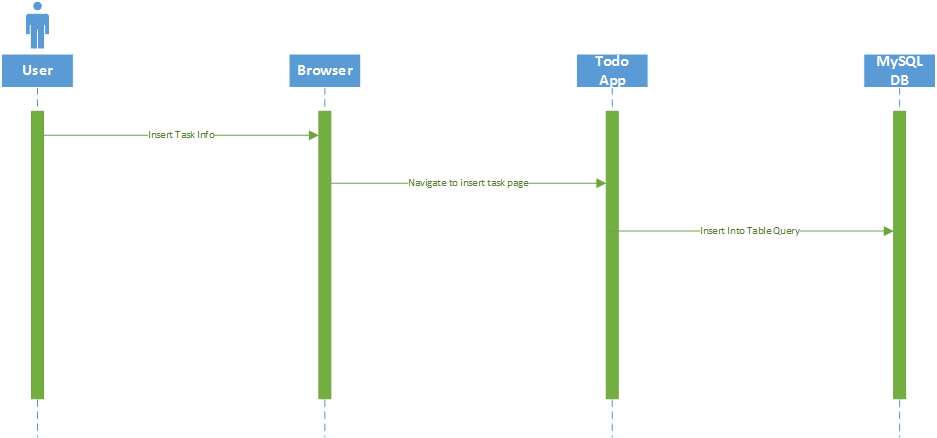 User
Browser
Todo
App
MySQL
DB
Insert Task Info
Navigate to insert task page
Insert Into Table Query